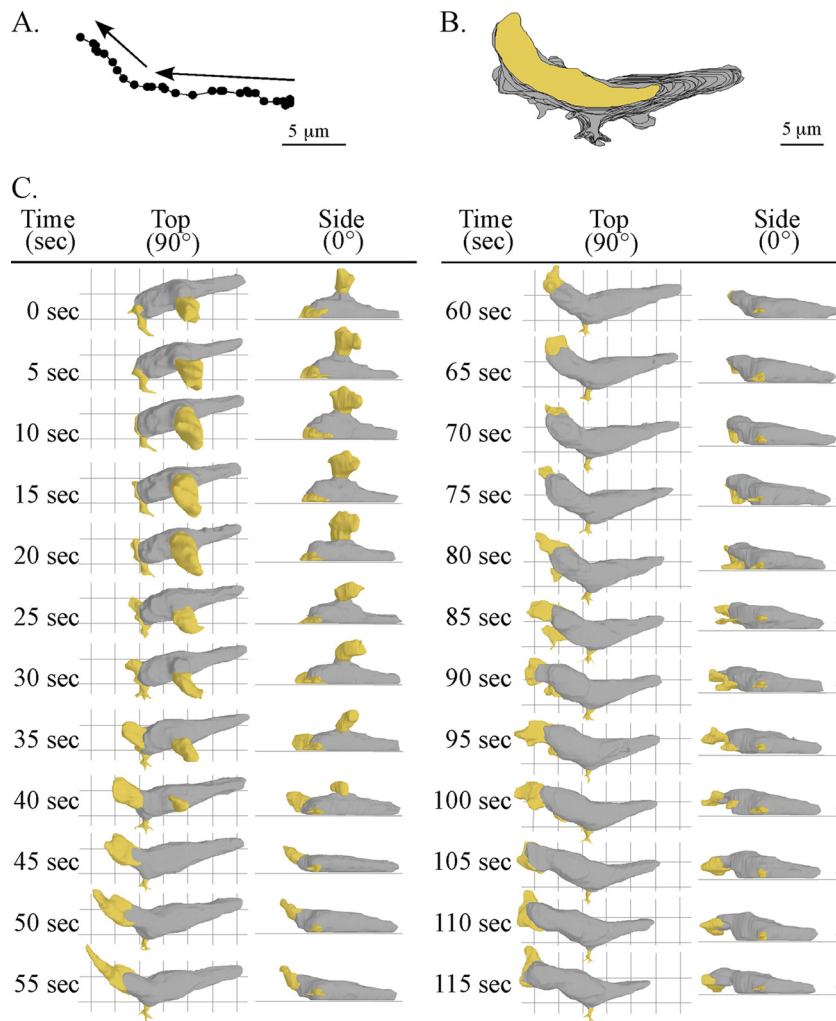 A.
B.
5 µm
5 µm
C.
Time (sec) Top (90°) Side (0°)
Time (sec) Top (90°) Side (0°)
0 sec
5 sec
10 sec
15 sec
20 sec
25 sec
30 sec
35 sec
40 sec
45 sec
50 sec
55 sec
60 sec
65 sec
70 sec
75 sec
80 sec
85 sec
90 sec
95 sec
100 sec
105 sec
110 sec
115 sec